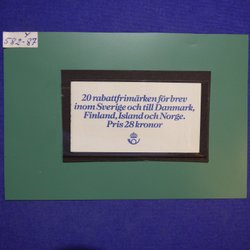 582-87
20 rabattfrimärken för brev
inom Sverige och till Danmark,
Finland, Island och Norge.
Pris 28 kronor